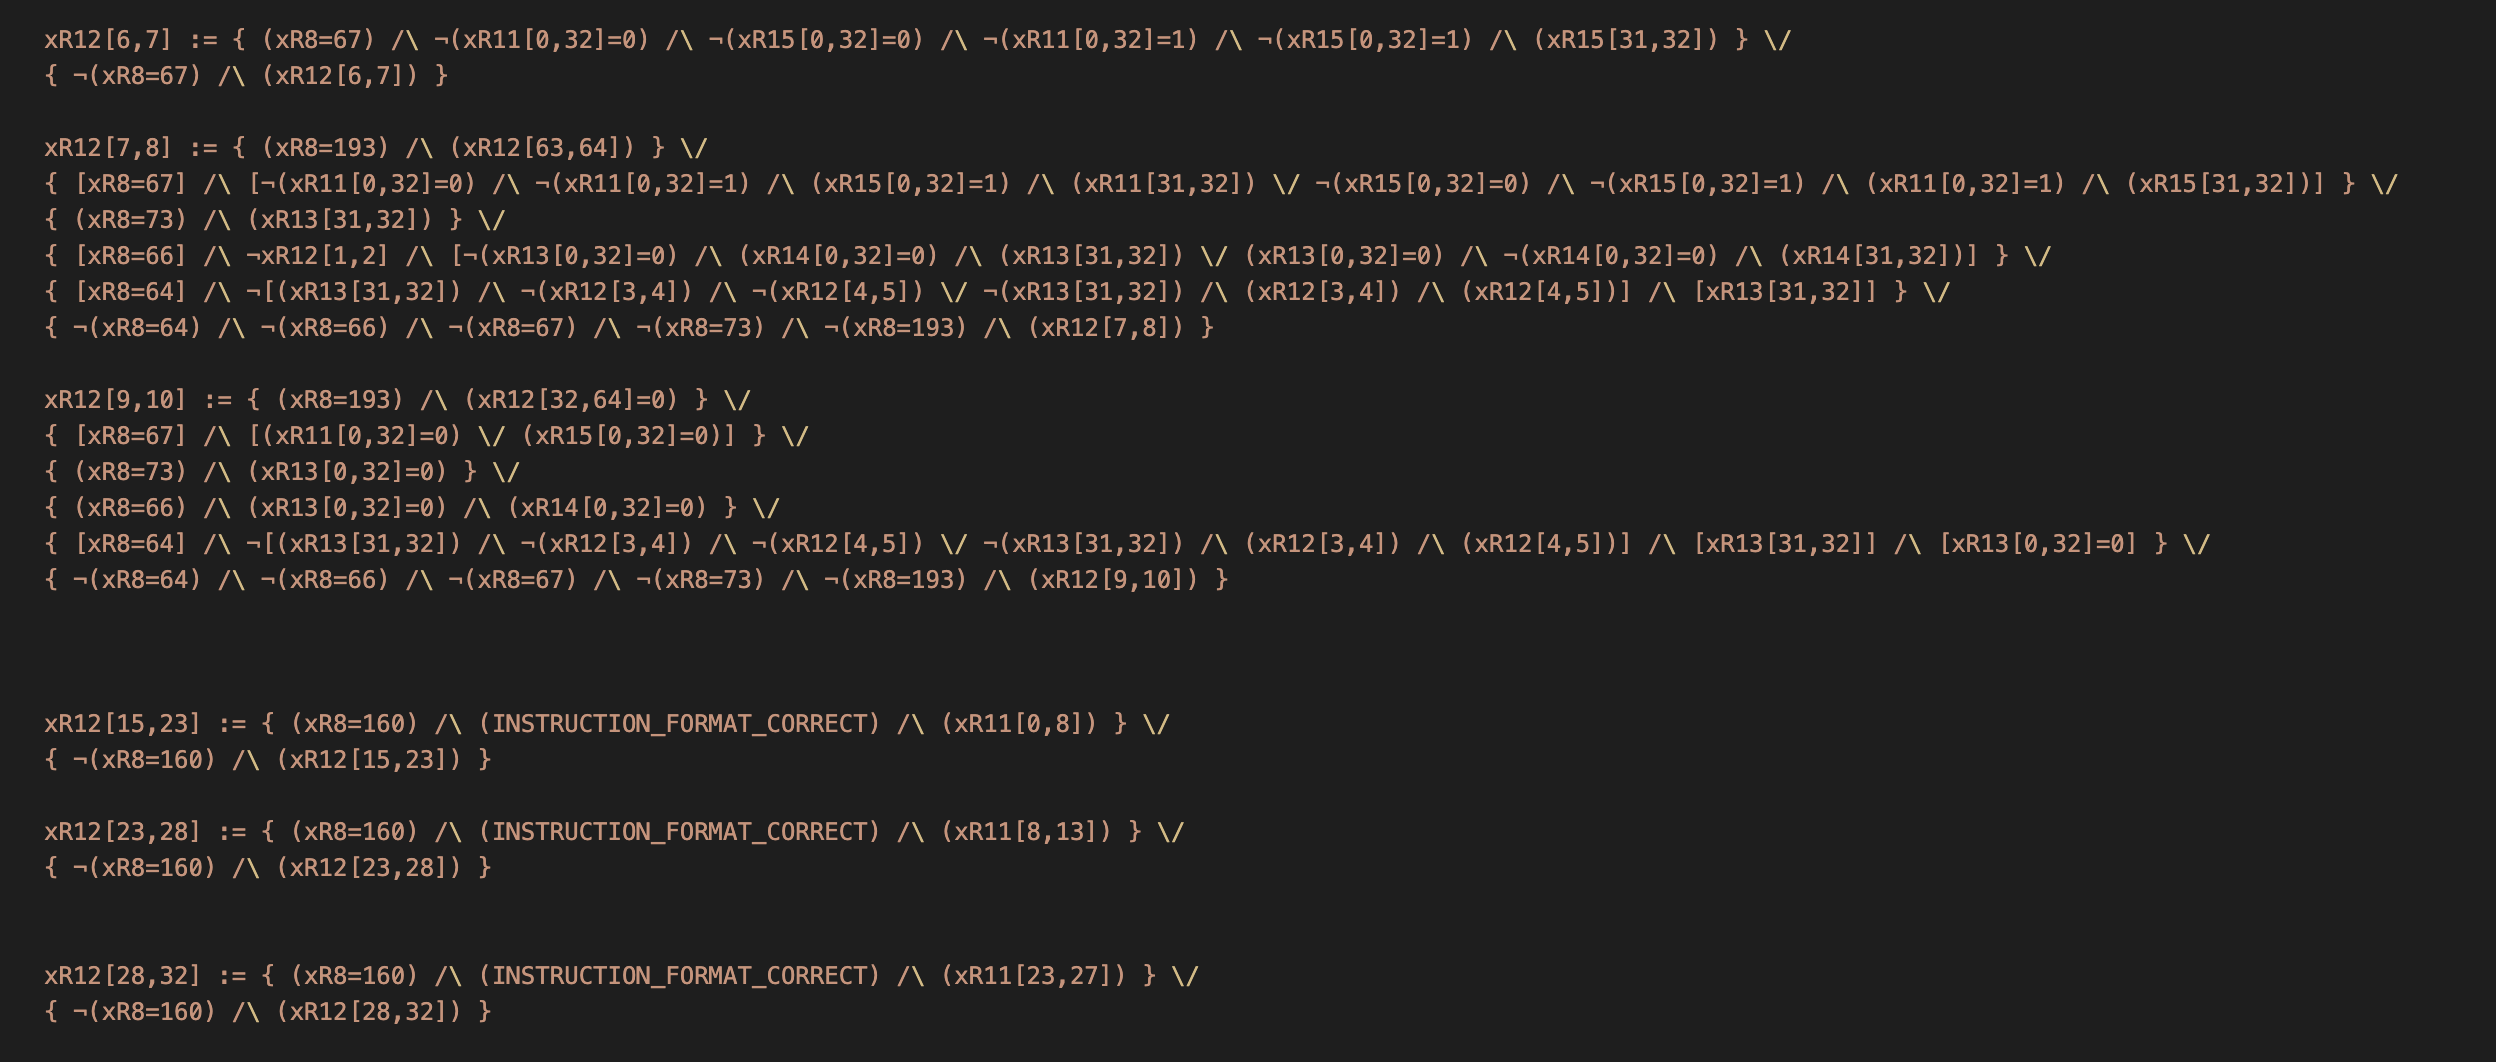 xR12[6,7] := { (xR8=67) /\ ¬(xR11[0,32]=0) /\ ¬(xR15[0,32]=0) /\ ¬(xR11[0,32]=1) /\ ¬(xR15[0,32]=1) /\ (xR15[31,32]) } \/
{ ¬(xR8=67) /\ (xR12[6,7]) }
xR12[7,8] := { (xR8=193) /\ (xR12[63,64]) } \/
{ [xR8=67] /\ [¬(xR11[0,32]=0) /\ ¬(xR11[0,32]=1) /\ (xR15[0,32]=1) /\ (xR11[31,32]) \/ ¬(xR15[0,32]=0) /\ ¬(xR15[0,32]=1) /\ (xR11[0,32]=1) /\ (xR15[31,32])] } \/
{ (xR8=73) /\ (xR13[31,32]) } \/
{ [xR8=66] /\ ¬xR12[1,2] /\ [¬(xR13[0,32]=0) /\ (xR14[0,32]=0) /\ (xR13[31,32]) \/ (xR13[0,32]=0) /\ ¬(xR14[0,32]=0) /\ (xR14[31,32])] } \/
{ [xR8=64] /\ ¬[(xR13[31,32]) /\ ¬(xR12[3,4]) /\ ¬(xR12[4,5]) \/ ¬(xR13[31,32]) /\ (xR12[3,4]) /\ (xR12[4,5])] /\ [xR13[31,32]] } \/
{ ¬(xR8=64) /\ ¬(xR8=66) /\ ¬(xR8=67) /\ ¬(xR8=73) /\ ¬(xR8=193) /\ (xR12[7,8]) }
xR12[9,10] := { (xR8=193) /\ (xR12[32,64]=0) } \/
{ [xR8=67] /\ [(xR11[0,32]=0) \/ (xR15[0,32]=0)] } \/
{ (xR8=73) /\ (xR13[0,32]=0) } \/
{ (xR8=66) /\ (xR13[0,32]=0) /\ (xR14[0,32]=0) } \/
{ [xR8=64] /\ ¬[(xR13[31,32]) /\ ¬(xR12[3,4]) /\ ¬(xR12[4,5]) \/ ¬(xR13[31,32]) /\ (xR12[3,4]) /\ (xR12[4,5])] /\ [xR13[31,32]] /\ [xR13[0,32]=0] } \/
{ ¬(xR8=64) /\ ¬(xR8=66) /\ ¬(xR8=67) /\ ¬(xR8=73) /\ ¬(xR8=193) /\ (xR12[9,10]) }
xR12[15,23] := { (xR8=160) /\ (INSTRUCTION_FORMAT_CORRECT) /\ (xR11[0,8]) } \/
{ ¬(xR8=160) /\ (xR12[15,23]) }
xR12[23,28] := { (xR8=160) /\ (INSTRUCTION_FORMAT_CORRECT) /\ (xR11[8,13]) } \/
{ ¬(xR8=160) /\ (xR12[23,28]) }
xR12[28,32] := { (xR8=160) /\ (INSTRUCTION_FORMAT_CORRECT) /\ (xR11[23,27]) } \/
{ ¬(xR8=160) /\ (xR12[28,32]) }